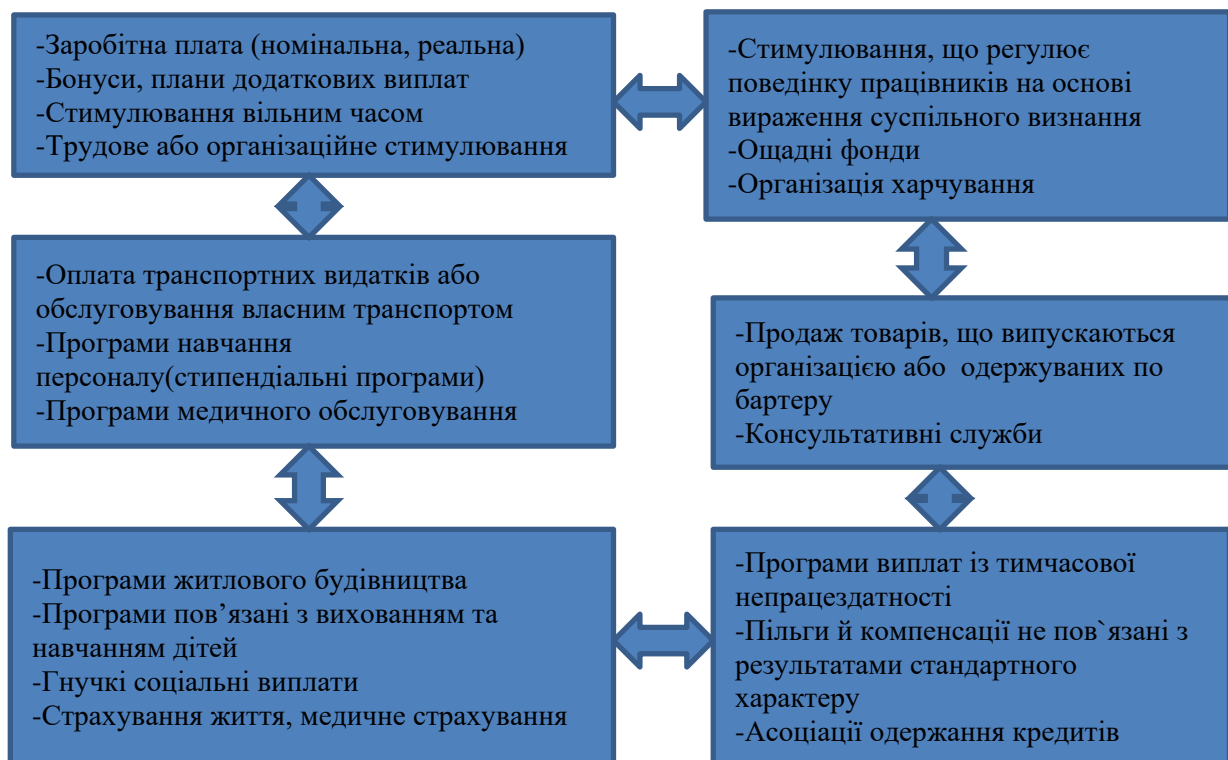 -Заробітна плата (номінальна, реальна)
-Бонуси, плани додаткових виплат
-Стимулювання вільним часом
-Трудове або організаційне стимулювання
-Стимулювання, що регулює
поведінку працівників на основі
вираження суспільного визнання
-Ощадні фонди
-Організація харчування
-Оплата транспортних видатків або
обслуговування власним транспортом
-Програми навчання
персоналу(стипендіальні програми)
-Програми медичного обслуговування
-Продаж товарів, що випускаються
організацією або  одержуваних по
бартеру
-Консультативні служби
-Програми житлового будівництва
-Програми пов’язані з вихованням та
навчанням дітей
-Гнучкі соціальні виплати
-Страхування життя, медичне страхування
-Програми виплат із тимчасової
непрацездатності
-Пільги й компенсації не пов`язані з
результатами стандартного
характеру
-Асоціації одержання кредитів